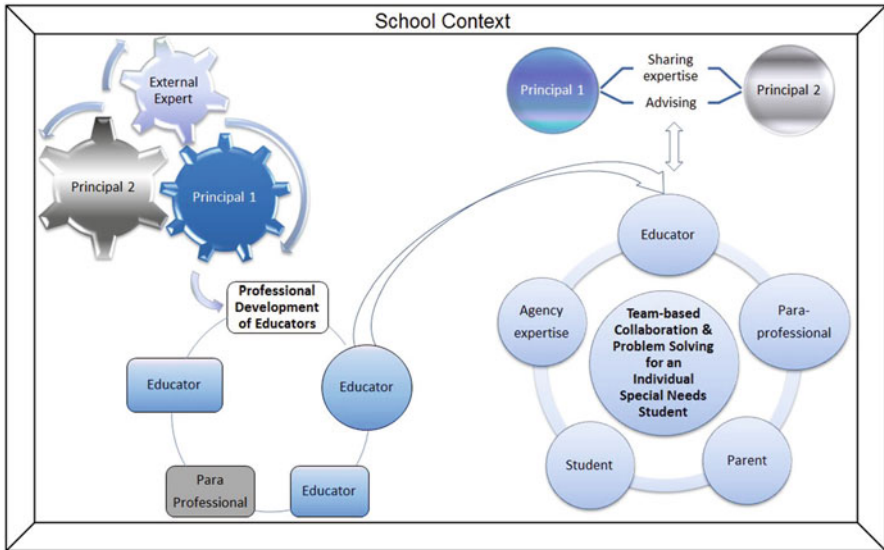 School Context
External
Expert
Principal 2
Principal 1
Professional
Development
of Educators
Educator
Educator
Para
Professional
Educator
Principal 1
Sharing
expertise
Advising
Principal 2
Educator
Agency
expertise
Para-
professional
Team-based
Collaboration &
Problem Solving
for an
Individual
Special Needs
Student
Student
Parent